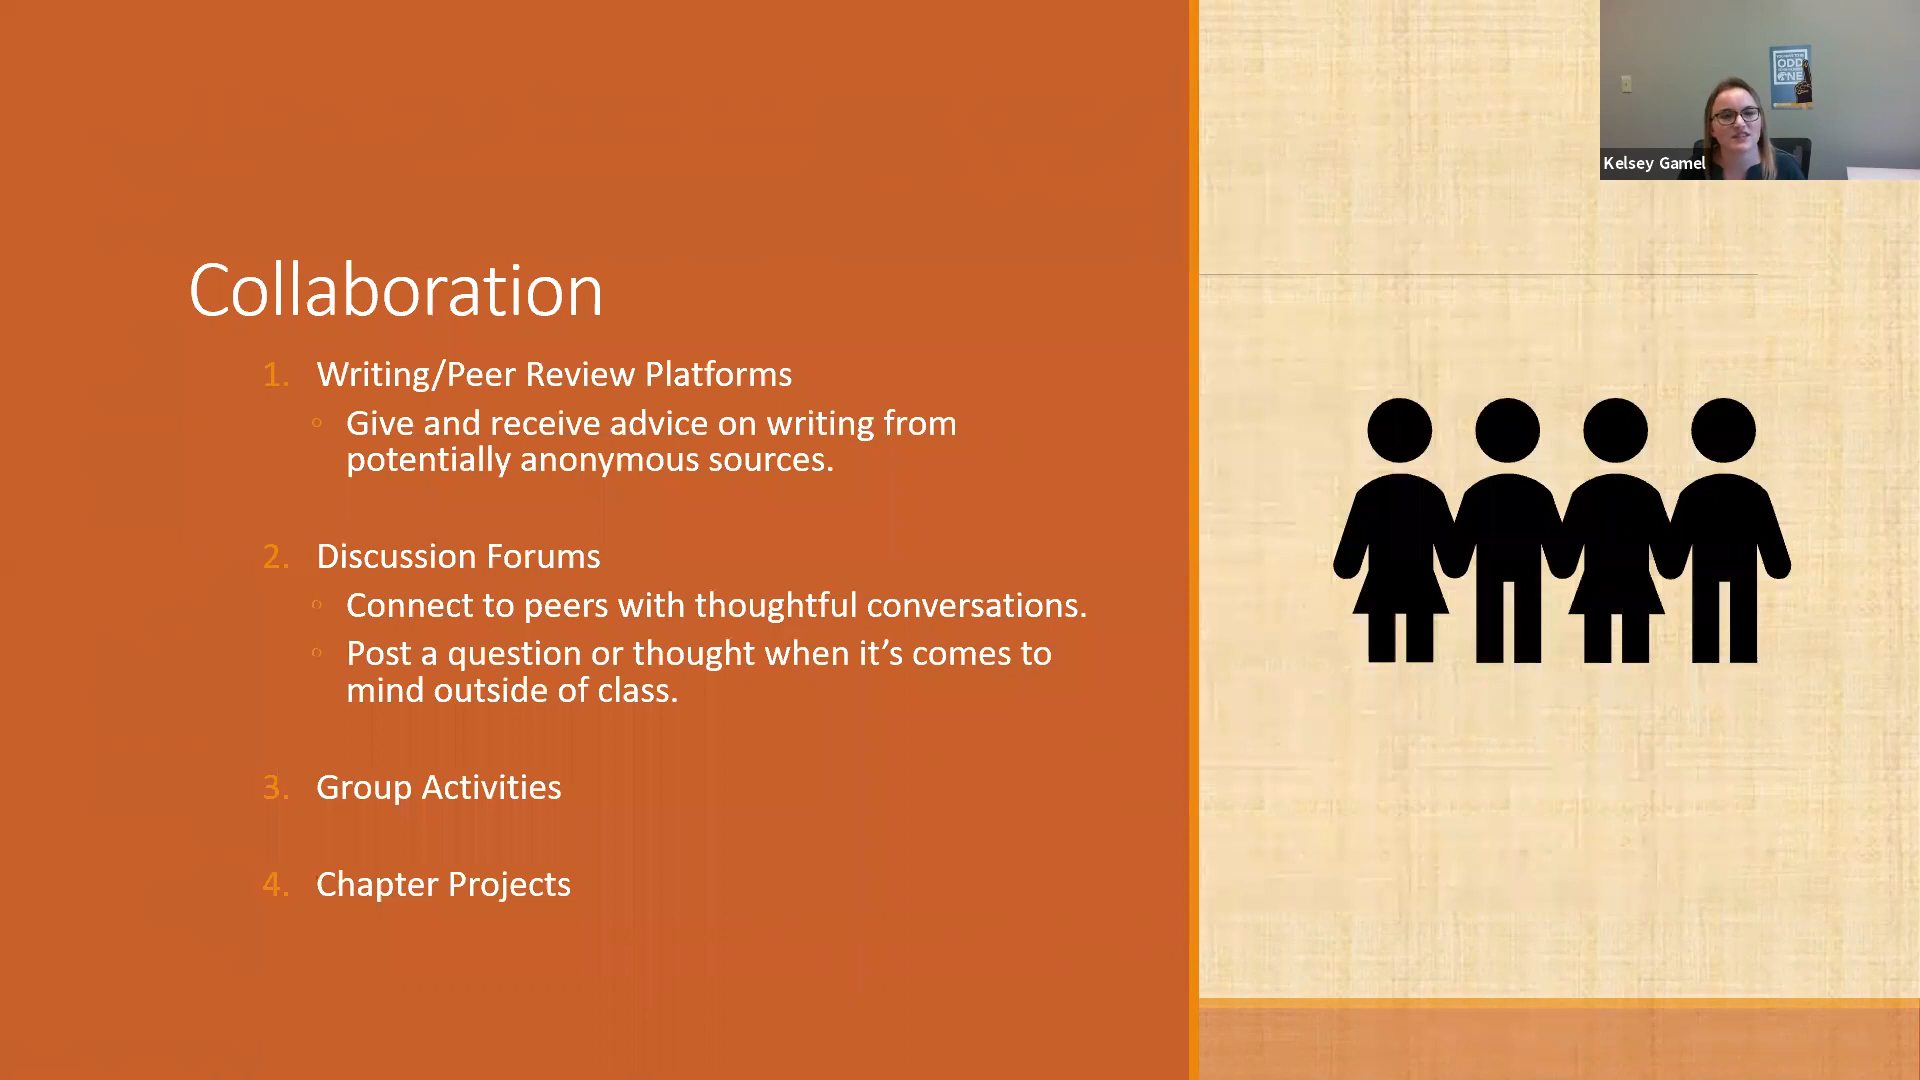 ODD
NE
Kelsey Gamel
Collaboration
1. Writing/Peer Review Platforms
◦ Give and receive advice on writing from
potentially anonymous sources.
2. Discussion Forums
◦ Connect to peers with thoughtful conversations.
◦ Post a question or thought when it’s comes to
mind outside of class.
3. Group Activities
4. Chapter Projects